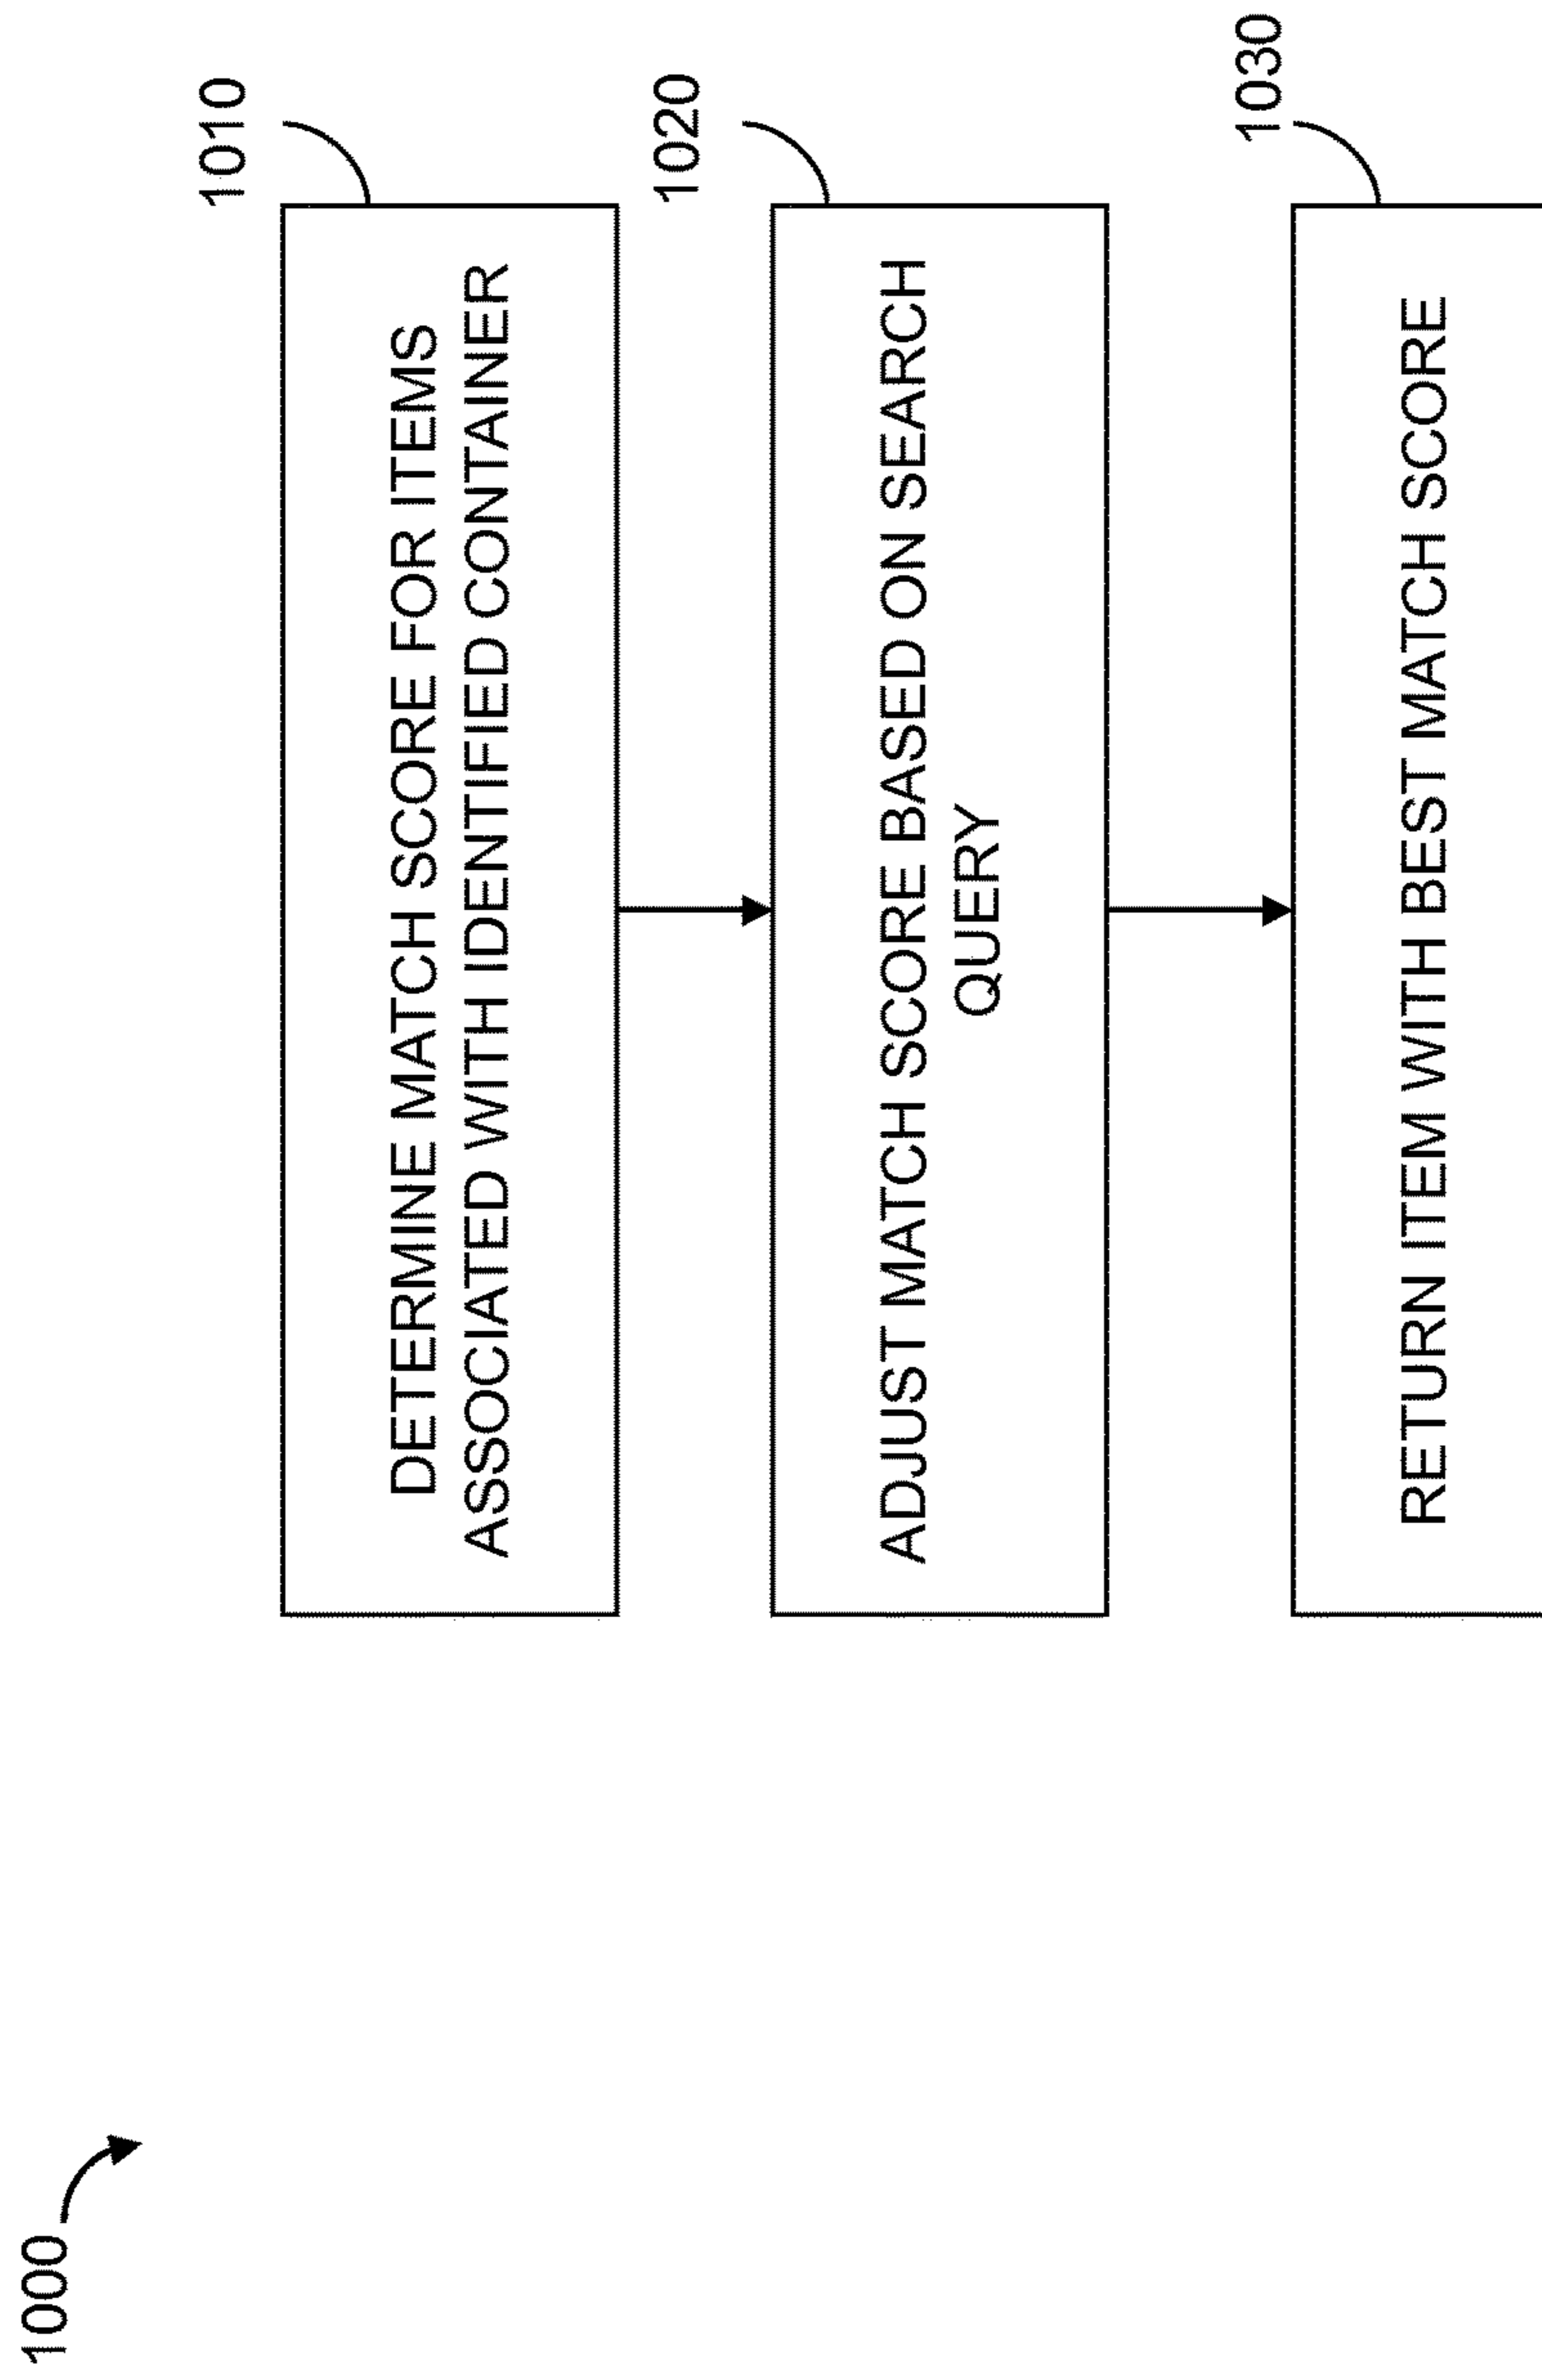 1000
1010
DETERMINE MATCH SCORE FOR ITEMS
ASSOCIATED WITH IDENTIFIED CONTAINER
1020
ADJUST MATCH SCORE BASED ON SEARCH
QUERY
1030
RETURN ITEM WITH BEST MATCH SCORE